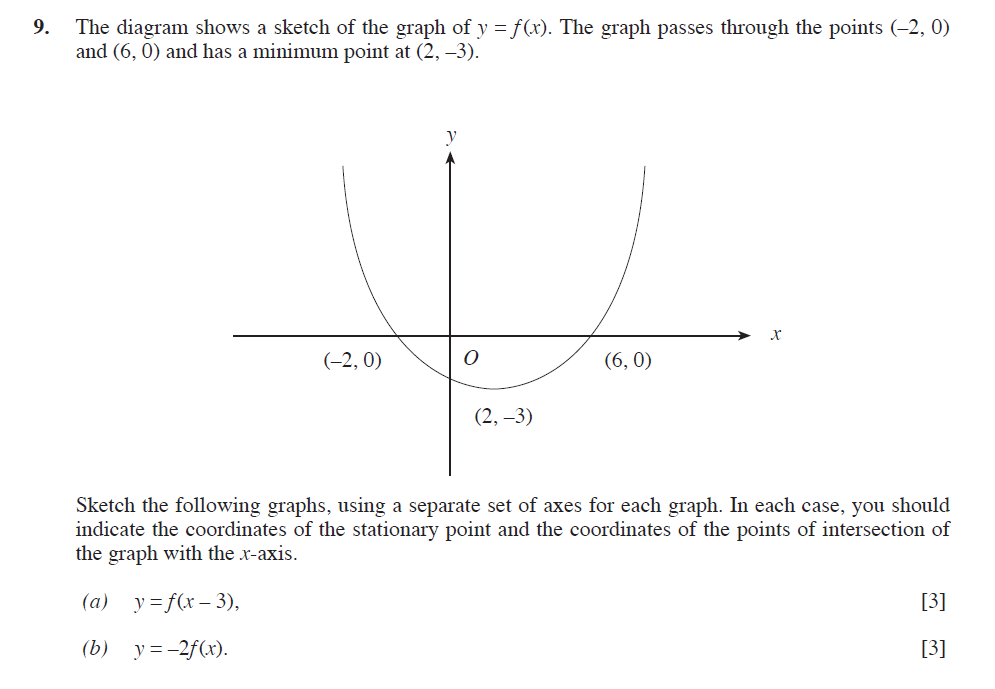 9. The diagram shows a sketch of the graph of y = f(x). The graph passes through the points (–2, 0)
and (6, 0) and has a minimum point at (2, –3).
y
x
(–2, 0)
O
(6, 0)
(2, –3)
Sketch the following graphs, using a separate set of axes for each graph. In each case, you should
indicate the coordinates of the stationary point and the coordinates of the points of intersection of
the graph with the x-axis.
(a) y = f(x – 3), [3]
(b) y = –2f(x). [3]